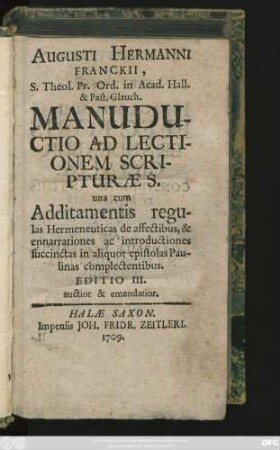 AUGUSTI HERMANNI
FRANCKII,
S. Theol. Pr. Ord. in Acad. Hall.
& Past. Glauch.
MANUDU-
CTIO AD LECTI-
ONEM SCRI-
PTURÆ S.
una cum
Additamentis regu-
las Hermeneuticas de affectibus, &
ennarrationes ac introductiones
succinctas in aliquot epistolas Pau-
linas complectentibus.
EDITIO III.
auctior & emendatior.
HALÆ SAXON.
Impensis JOH. FRIDR. ZEITLERI.
1709.